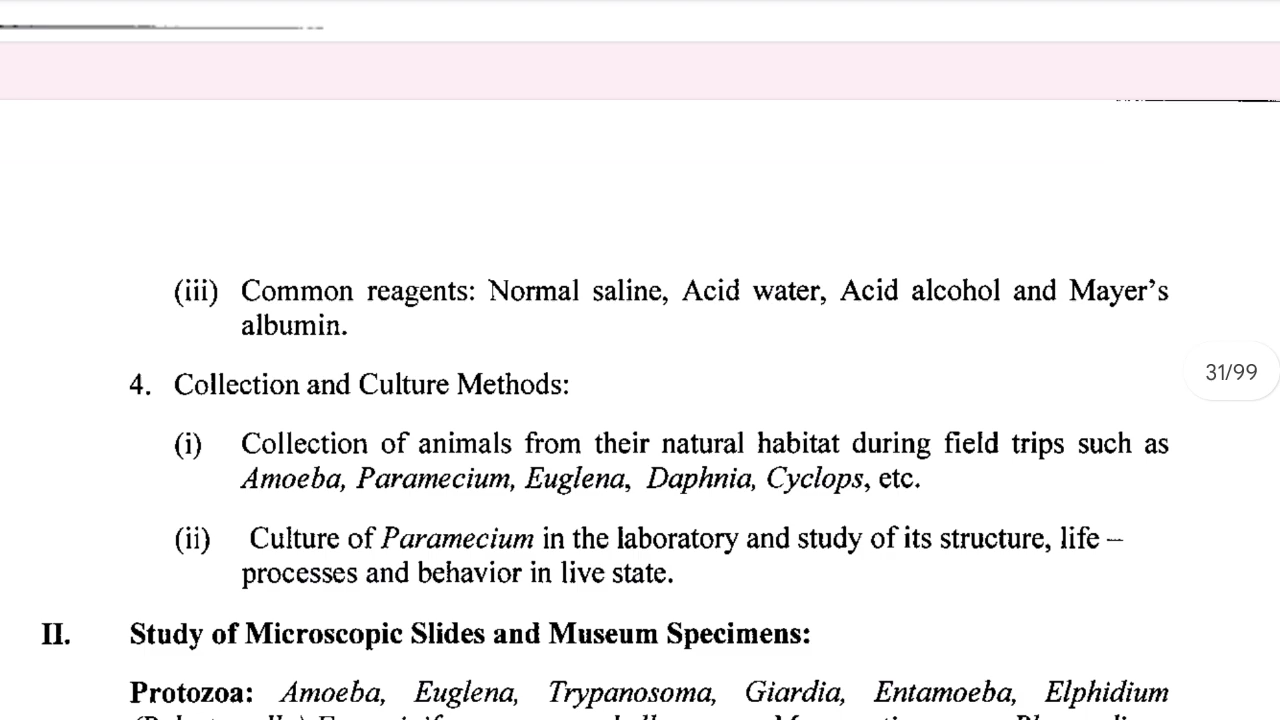 (iii) Common reagents: Normal saline, Acid water, Acid alcohol and Mayer's
albumin.
4. Collection and Culture Methods:
31/99
(i) Collection of animals from their natural habitat during field trips such as
Amoeba, Paramecium, Euglena, Daphnia, Cyclops, etc.
(ii) Culture of Paramecium in the laboratory and study of its structure, life –
processes and behavior in live state.
II. Study of Microscopic Slides and Museum Specimens:
Protozoa: Amoeba, Euglena, Trypanosoma, Giardia, Entamoeba, Elphidium